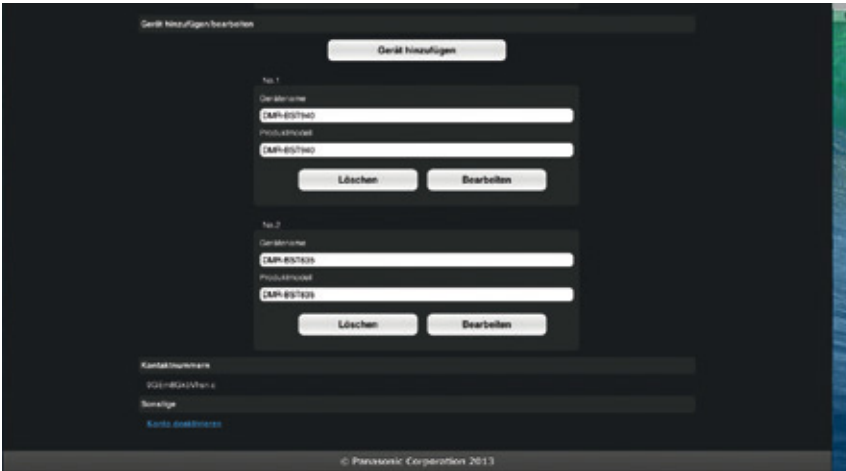 Gerät hinzufügen/bearbeiten
Gerät hinzufügen
No.1
Gerätename
DMR-BST940
Produktmodell
DMR-BST940
Löschen Bearbeiten
No.2
Gerätename
DMR-BST835
Produktmodell
DMR-BST835
Löschen Bearbeiten
Kontaktnummern
Sonstige
Konto deaktivieren
© Panasonic Corporation 2013